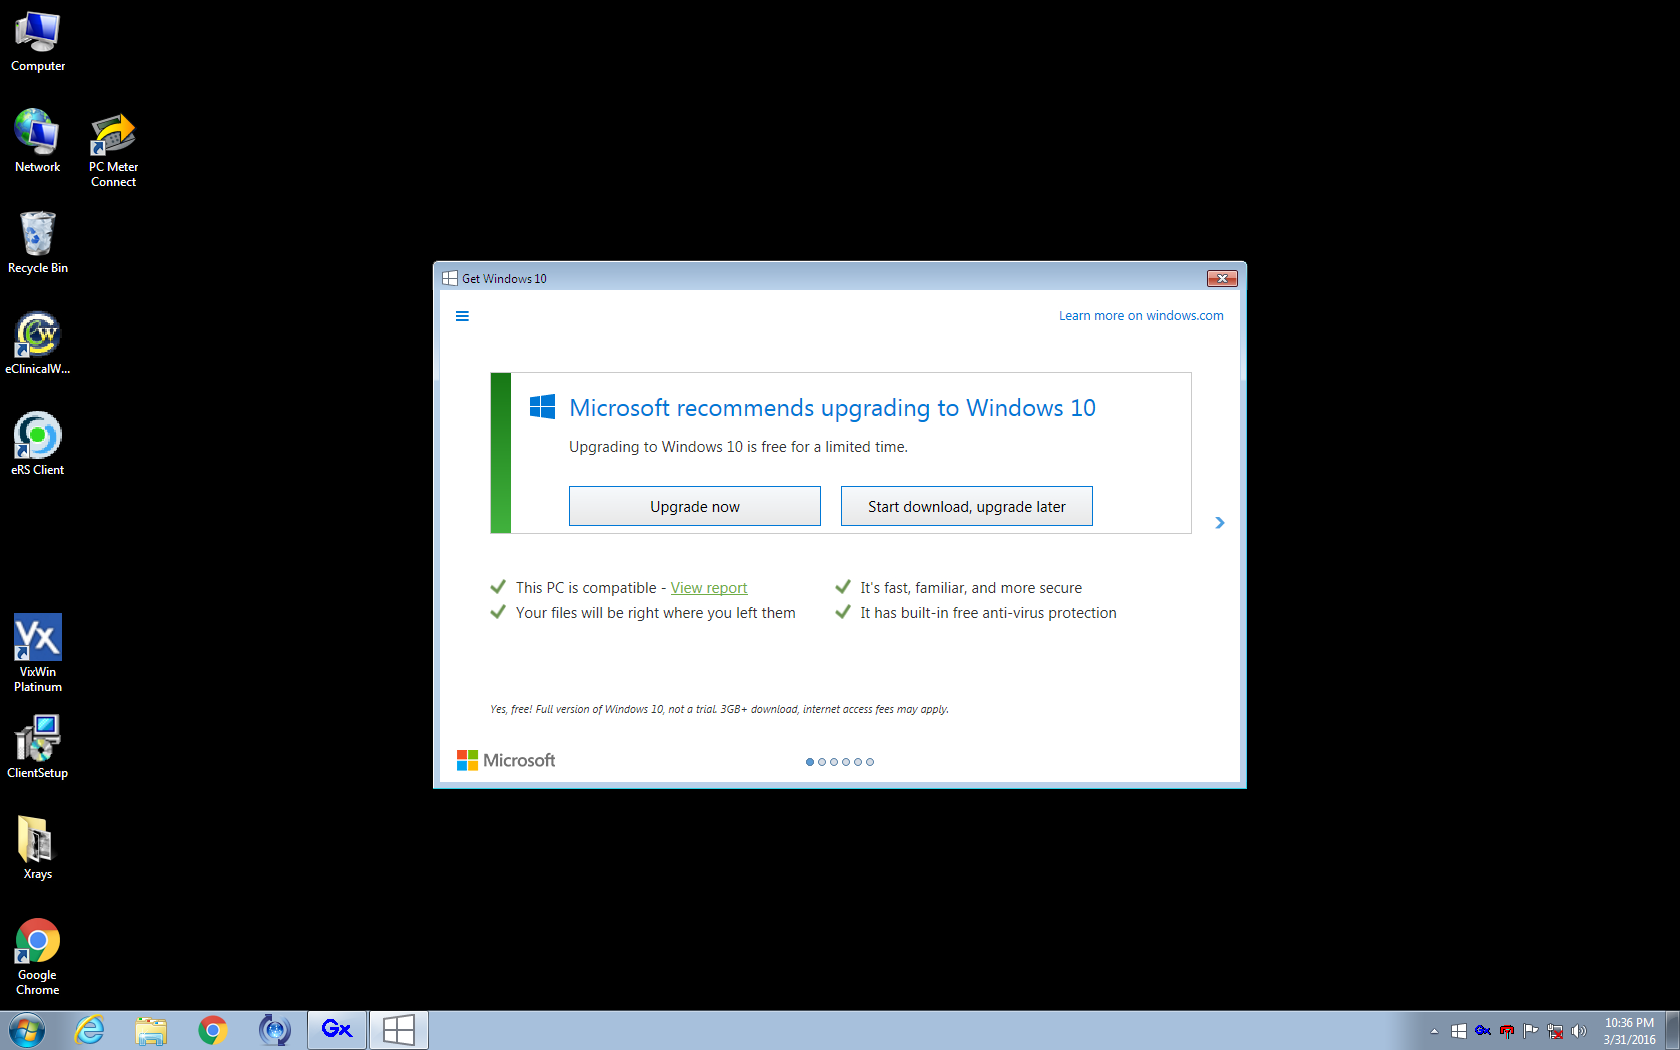 Computer
Network
PC Meter
Connect
Recycle Bin
eClinicalW...
eRS Client
VixWin
Platinum
ClientSetup
Xrays
Google
Chrome
Get Windows 10
Learn more on windows.com
Microsoft recommends upgrading to Windows 10
Upgrading to Windows 10 is free for a limited time.
Upgrade now
Start download, upgrade later
This PC is compatible - View report
It's fast, familiar, and more secure
Your files will be right where you left them
It has built-in free anti-virus protection
Yes, free! Full version of Windows 10, not a trial. 3GB+ download, internet access fees may apply.
Microsoft
Gx
Gx
10:36 PM
3/31/2016